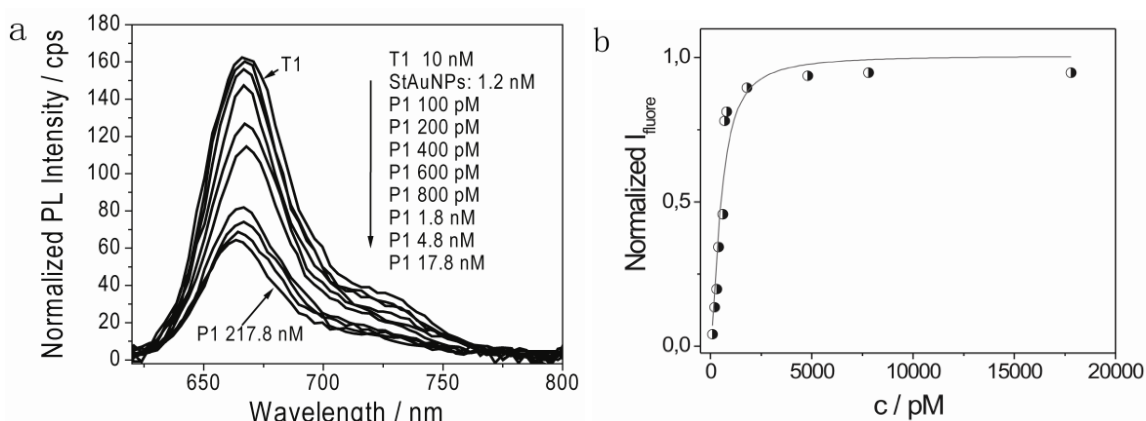 a
Normalized PL Intensity / cps
180
160
140
120
100
80
60
40
20
0
650
700
750
800
Wavelength / nm
T1
T1 10 nM
StAuNPs: 1.2 nM
P1 100 pM
P1 200 pM
P1 400 pM
P1 600 pM
P1 800 pM
P1 1.8 nM
P1 4.8 nM
P1 17.8 nM
P1 217.8 nM
b
Normalized I fluore
1,0
0,5
0,0
0
5000
10000
15000
20000
c / pM